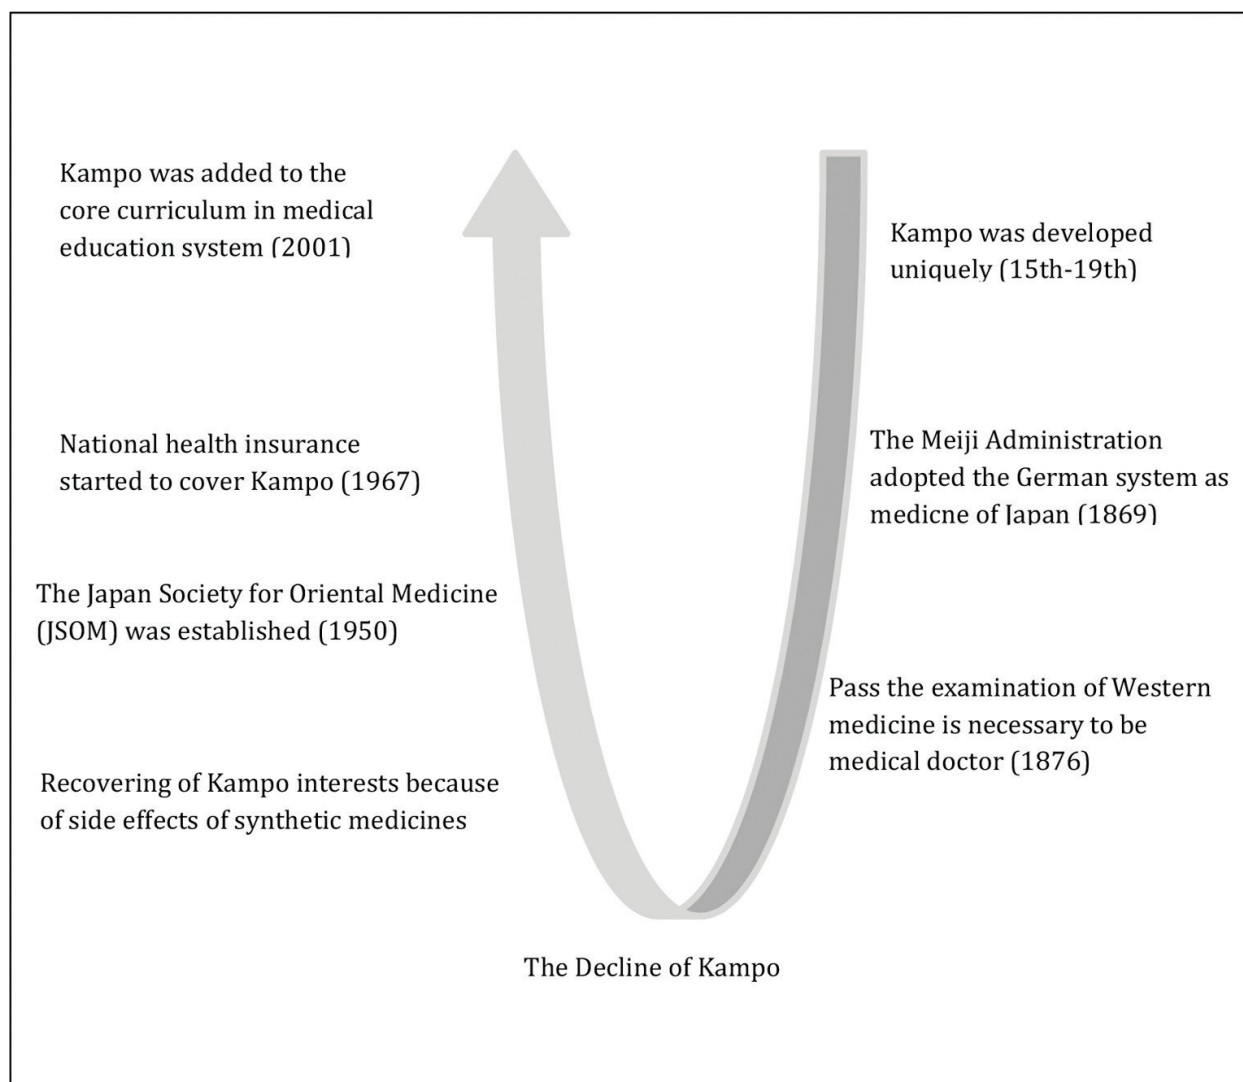 Kampo was added to the
core curriculum in medical
education system (2001)
National health insurance
started to cover Kampo (1967)
The Japan Society for Oriental Medicine
(JSOM) was established (1950)
Recovering of Kampo interests because
of side effects of synthetic medicines
Kampo was developed
uniquely (15th-19th)
The Meiji Administration
adopted the German system as
medicne of Japan (1869)
Pass the examination of Western
medicine is necessary to be
medical doctor (1876)
The Decline of Kampo